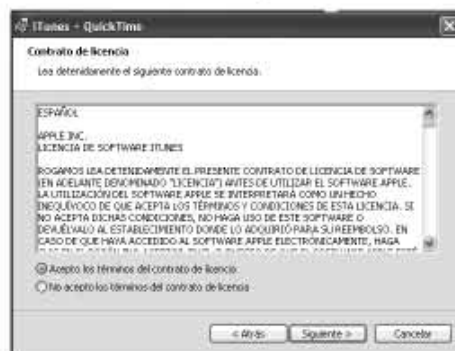 iTunes + QuickTime
Contrato de licencia
Lea detenidamente el siguiente contrato de licencia.
ESPAÑOL
APPLE INC.
LICENCIA DE SOFTWARE ITUNES
ROGAMOS LEA DETENIDAMENTE EL PRESENTE CONTRATO DE LICENCIA DE SOFTWARE
(EN ADELANTE DENOMINADO "LICENCIA") ANTES DE UTILIZAR EL SOFTWARE APPLE.
LA UTILIZACIÓN DEL SOFTWARE APPLE SE INTERPRETARÁ COMO UN HECHO
INEQUÍVOCO DE QUE ACEPTA LOS TÉRMINOS Y CONDICIONES DE ESTA LICENCIA. SI
NO ACEPTA DICHAS CONDICIONES, NO HAGA USO DE ESTE SOFTWARE O
DEVUÉLVALO AL ESTABLECIMIENTO DONDE LO ADQUIRIÓ PARA SU REEMBOLSO. EN
CASO DE QUE HAYA ACCEDIDO AL SOFTWARE APPLE ELECTRÓNICAMENTE, HAGA
Acepto los términos del contrato de licencia
No acepto los términos del contrato de licencia
< Atrás
Siguiente >
Cancelar